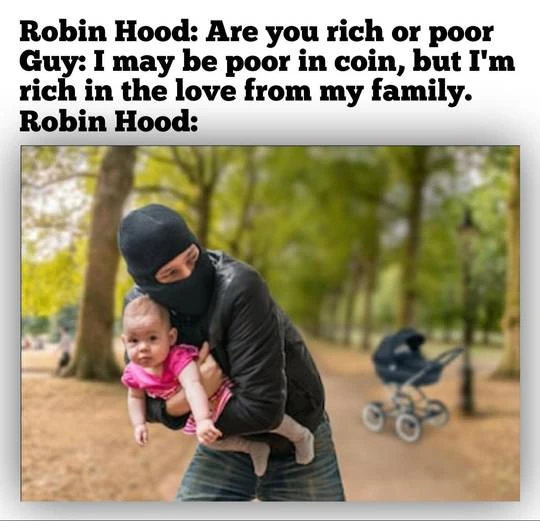 Robin Hood: Are you rich or poor
Guy: I may be poor in coin, but I'm
rich in the love from my family.
Robin Hood: